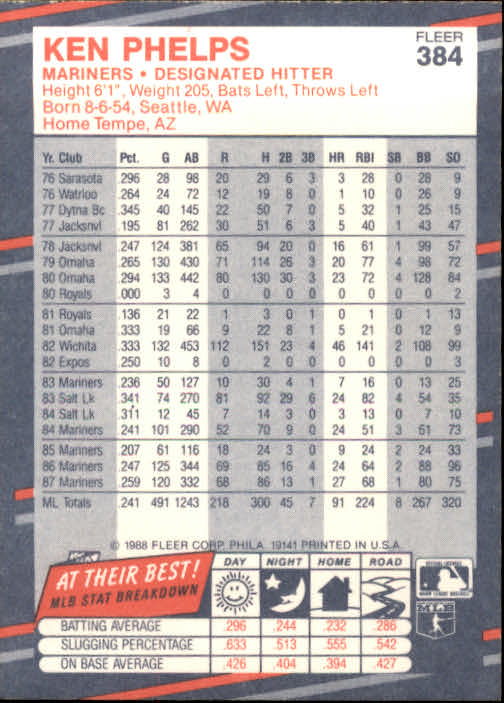 KEN PHELPS
FLEER
384
MARINERS • DESIGNATED HITTER
Height 6'1", Weight 205, Bats Left, Throws Left
Born 8-6-54, Seattle, WA
Home Tempe, AZ
Yr. Club Pct. G AB R H 2B 3B HR RBI SB BB SO
76 Sarasota .296 28 98 20 29 6 3 3 28 0 28 9
76 Watrloo .264 24 72 12 19 8 0 1 10 0 26 9
77 Dytna Bc .345 40 145 22 50 7 0 5 32 1 25 15
77 Jacksnvl .195 81 262 30 51 6 3 5 40 1 43 47
78 Jacksnvl .247 124 381 65 94 20 0 16 61 1 99 57
79 Omaha .265 130 430 71 114 26 3 20 77 4 98 72
80 Omaha .294 133 442 80 130 30 3 23 72 4 128 84
80 Royals .000 3 4 0 0 0 0 0 0 0 0 2
81 Royals .136 21 22 1 3 0 1 0 1 0 1 13
81 Omaha .333 19 66 9 22 8 1 5 21 0 12 9
82 Wichita .333 132 453 112 151 23 4 46 141 2 108 99
82 Expos .250 10 8 0 2 0 0 0 0 0 0 3
83 Mariners .236 50 127 10 30 4 1 7 16 0 13 25
83 Salt Lk .341 74 270 81 92 29 6 24 82 4 54 35
84 Salt Lk .311 12 45 7 14 3 0 3 13 0 7 10
84 Mariners .241 101 290 52 70 9 0 24 51 3 61 73
85 Mariners .207 61 116 18 24 3 0 9 24 2 24 33
86 Mariners .247 125 344 69 85 16 4 24 64 2 88 96
87 Mariners .259 120 332 68 86 13 1 27 68 1 80 75
ML Totals .241 491 1243 218 300 45 7 91 224 8 267 320
© 1988 FLEER CORP. PHILA. 19141 PRINTED IN U.S.A.
AT THEIR BEST!
MLB STAT BREAKDOWN
DAY NIGHT HOME ROAD
BATTING AVERAGE .296 .244 .232 .286
SLUGGING PERCENTAGE .633 .513 .555 .542
ON BASE AVERAGE .426 .404 .394 .427
MLB